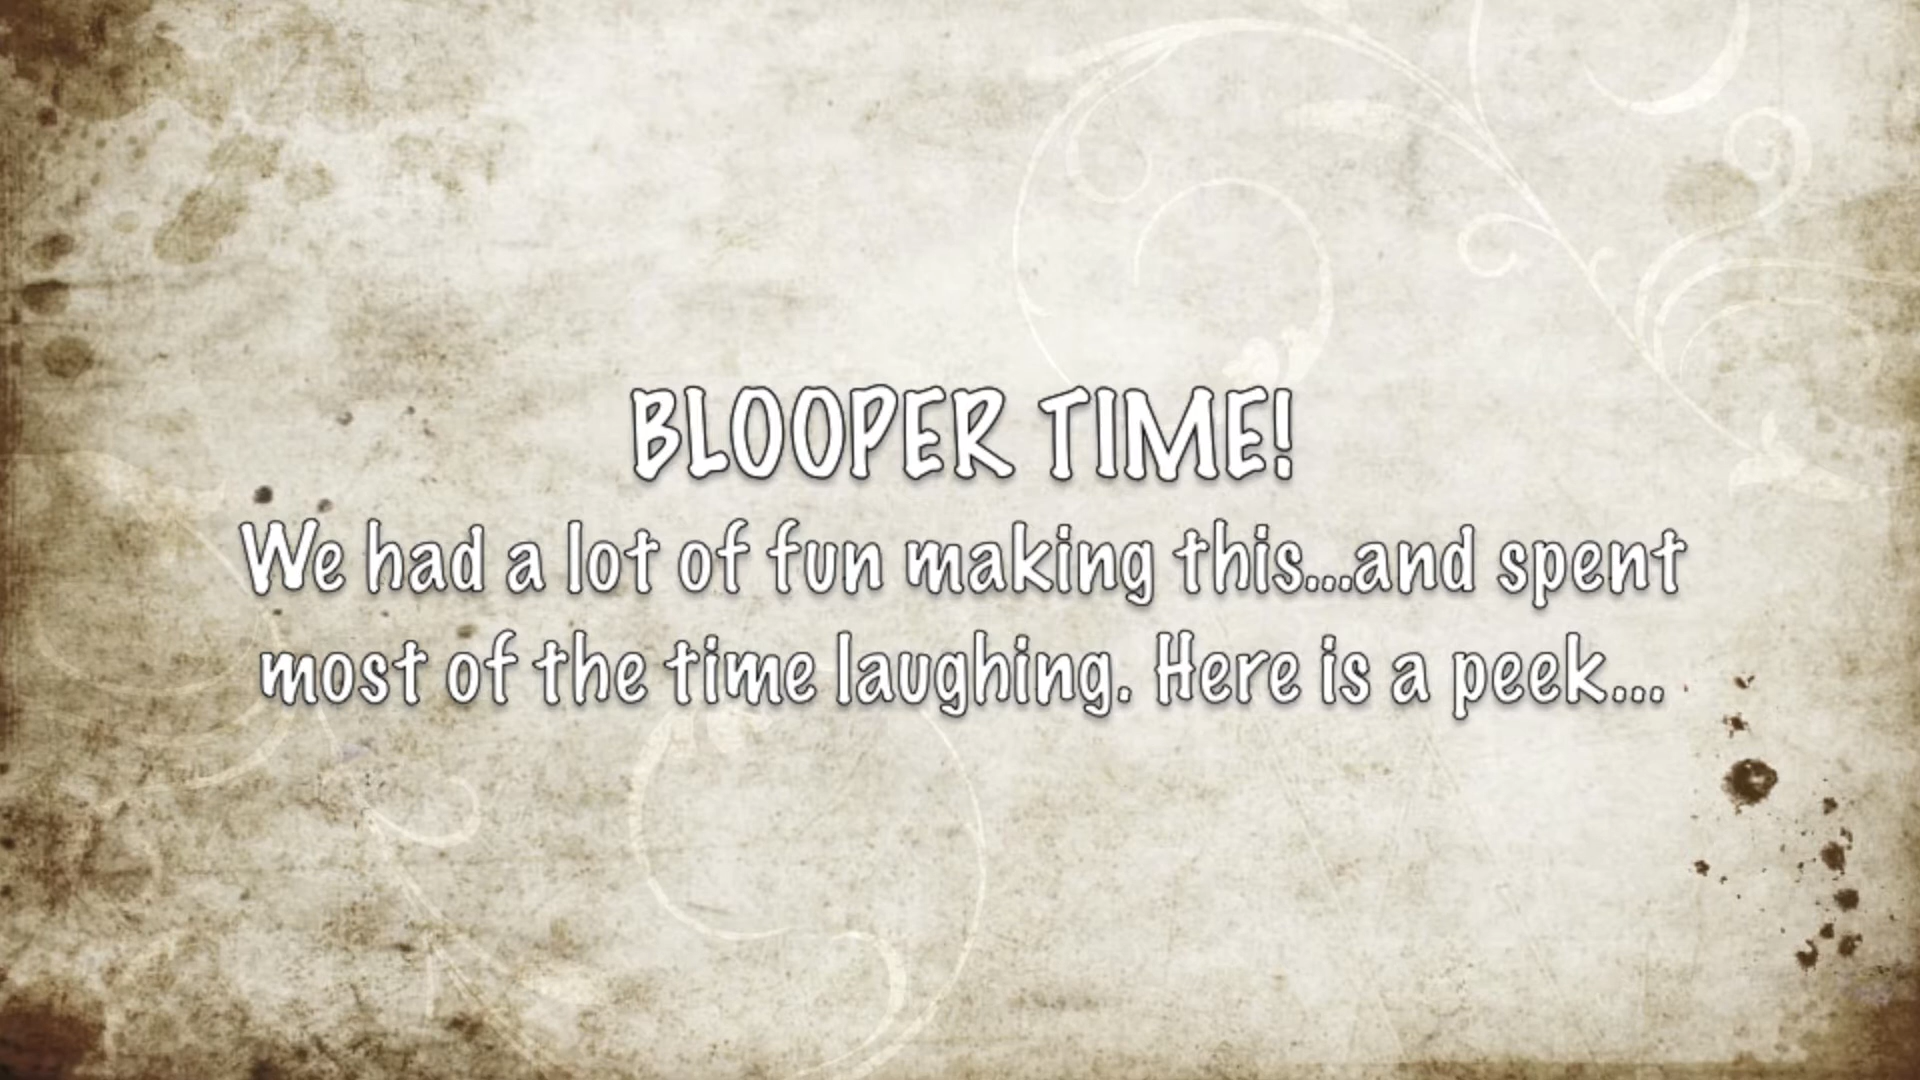 BLOOPER TIME!
We had a lot of fun making this...and spent
most of the time laughing. Here is a peek...